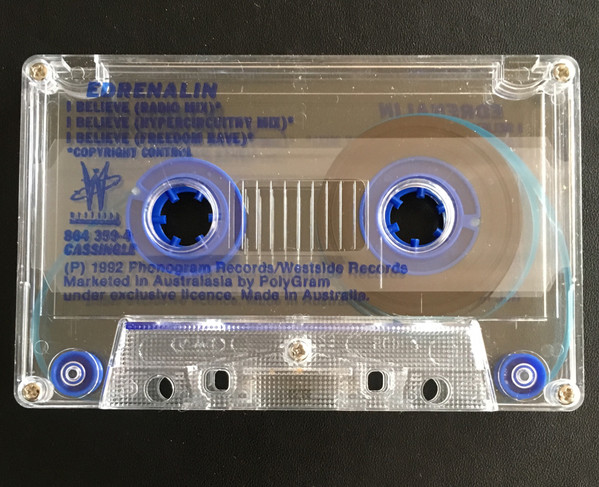 EDRENALIN
I BELIEVE (RADIO MIX)*
I BELIEVE (HYPERCIRCUITRY MIX)*
I BELIEVE (FREEDOM RAVE)*
*COPYRIGHT CONTROL
864 399-4
CASSINGLE
(P) 1992 Phonogram Records/Westside Records
Marketed in Australasia by PolyGram
under exclusive licence. Made in Australia.